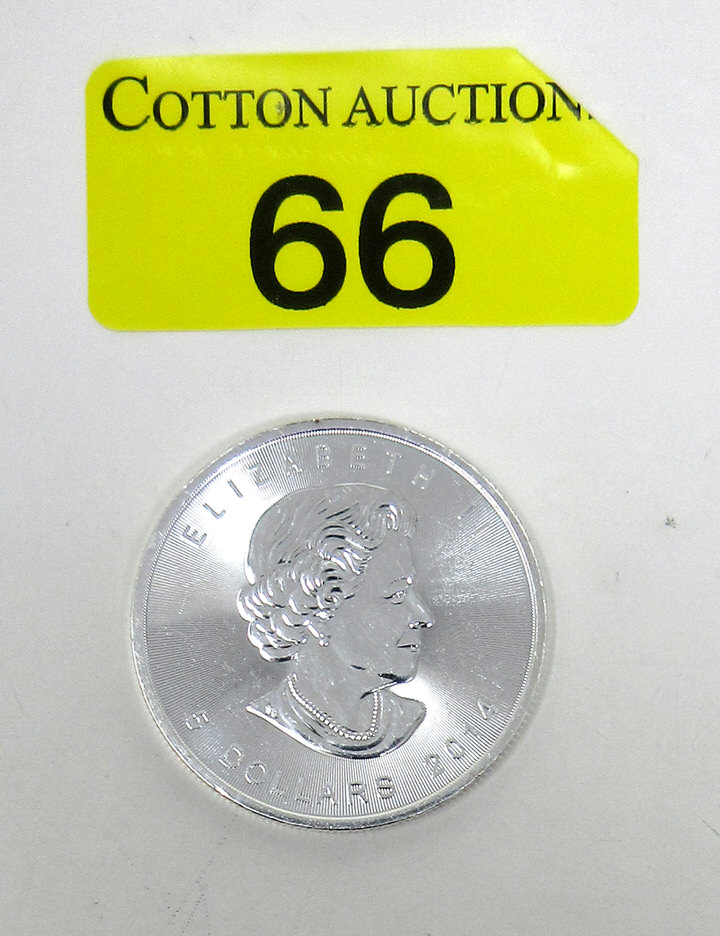 COTTON AUCTION
66
ELIZABETH II
5 DOLLARS 2014